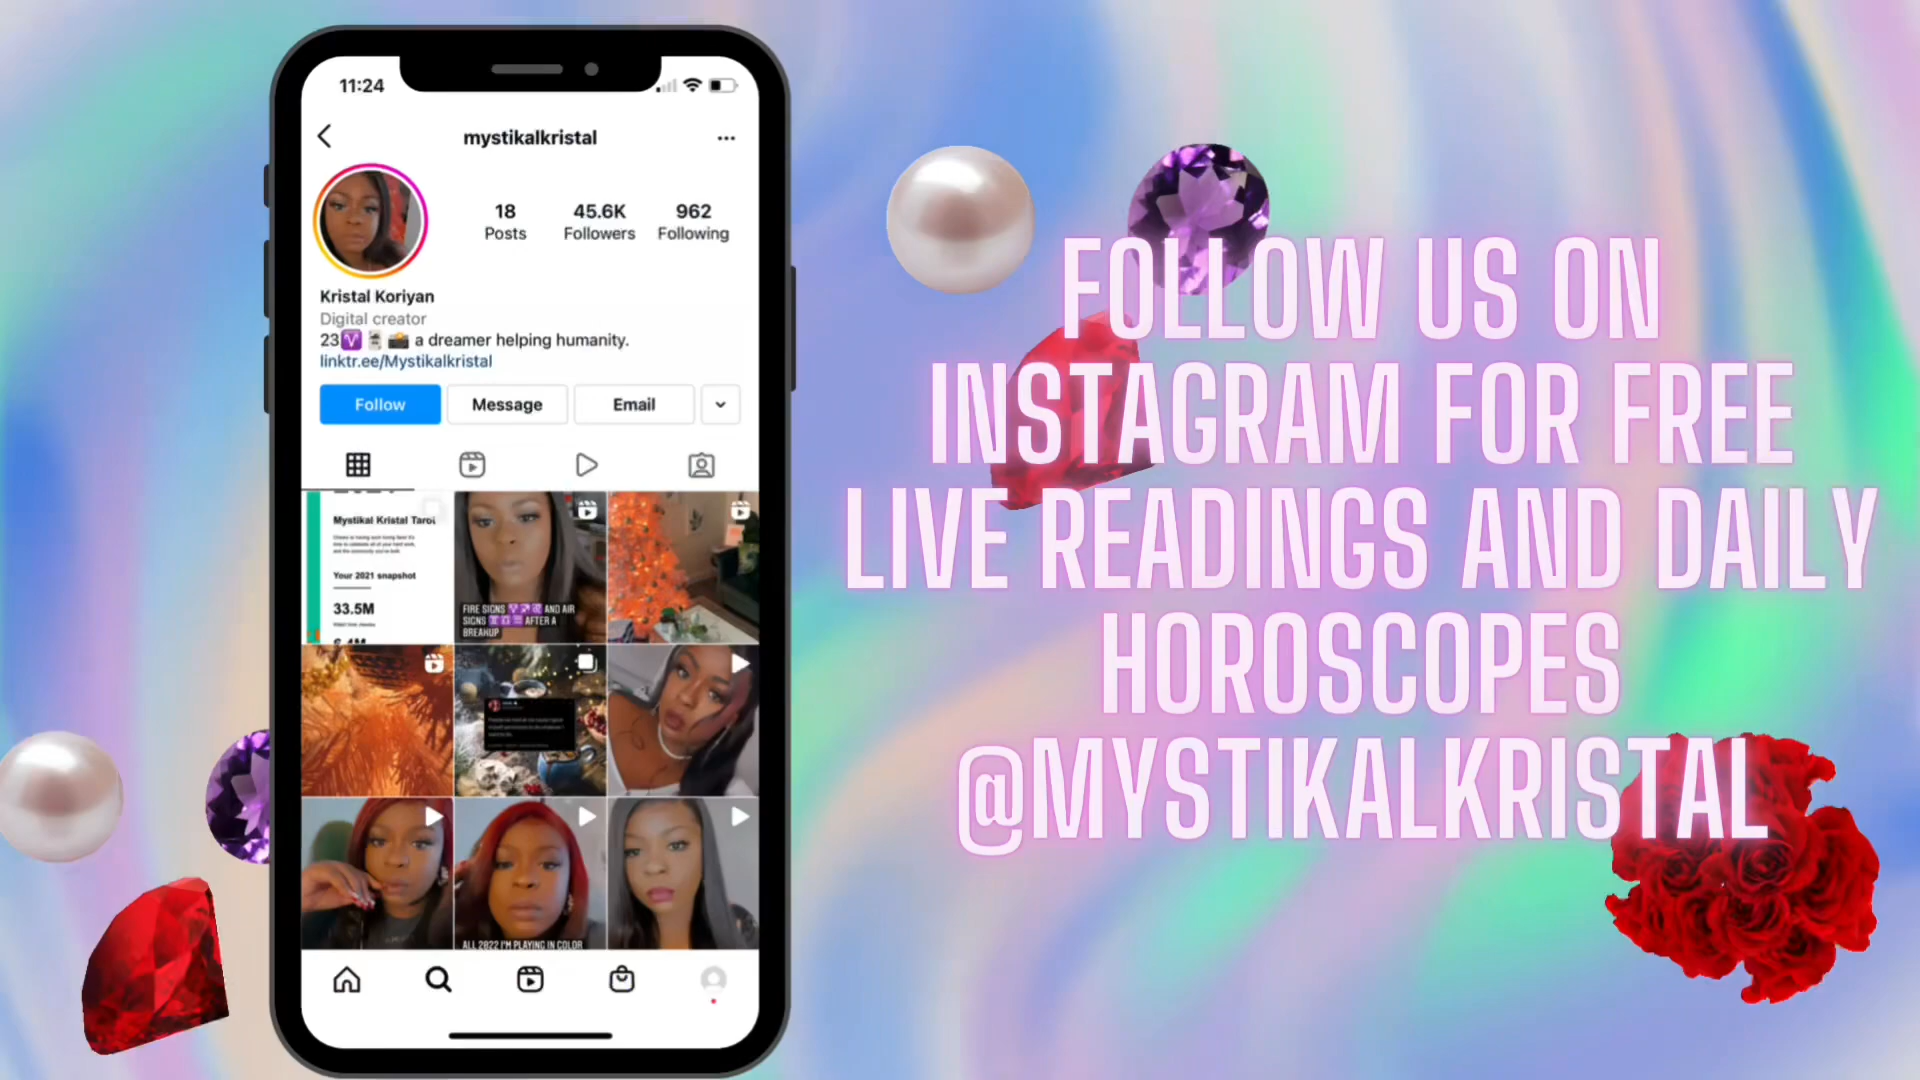 11:24
mystikalkristal
18
Posts
45.6K
Followers
962
Following
Kristal Koriyan
Digital creator
23 a dreamer helping humanity.
linktr.ee/Mystikalkristal
Follow
Message
Email
Mystikal Kristal Tarot
Your 2021 snapshot
33.5M
FIRE SIGNS AND AIR
SIGNS AFTER A
BREAKUP
ALL 2022 I'M PLAYING IN COLOR
FOLLOW US ON
INSTAGRAM FOR FREE
LIVE READINGS AND DAILY
HOROSCOPES
@MYSTIKALKRISTAL